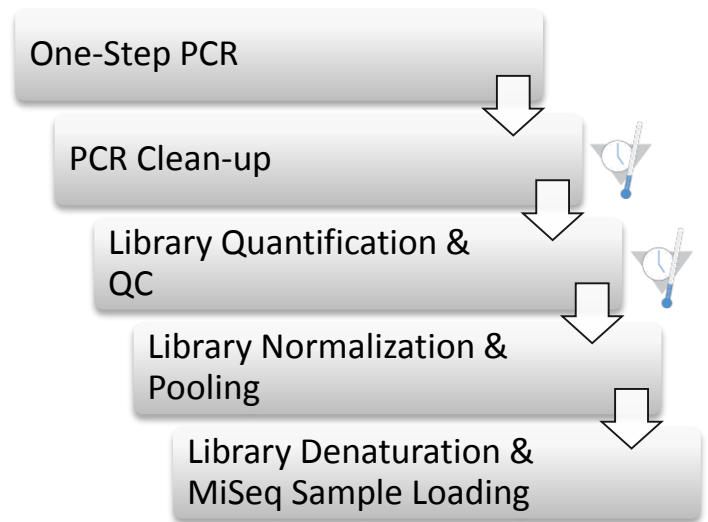 One-Step PCR
PCR Clean-up
Library Quantification &
QC
Library Normalization &
Pooling
Library Denaturation &
MiSeq Sample Loading